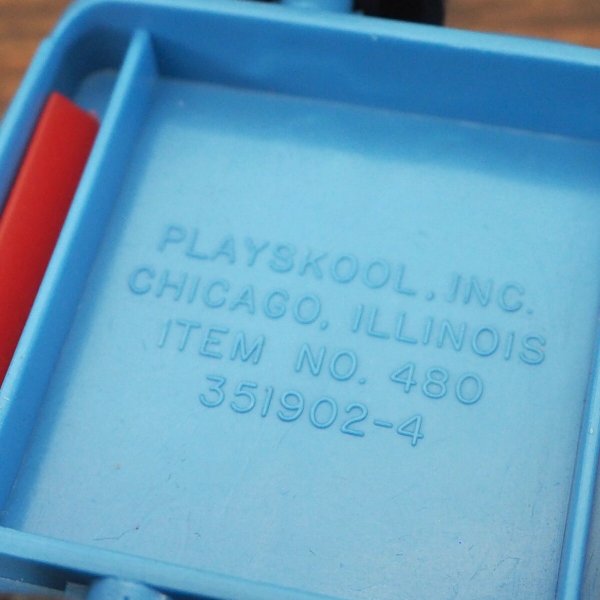 PLAYSKOOL, INC.
CHICAGO, ILLINOIS
ITEM NO. 480
351902-4